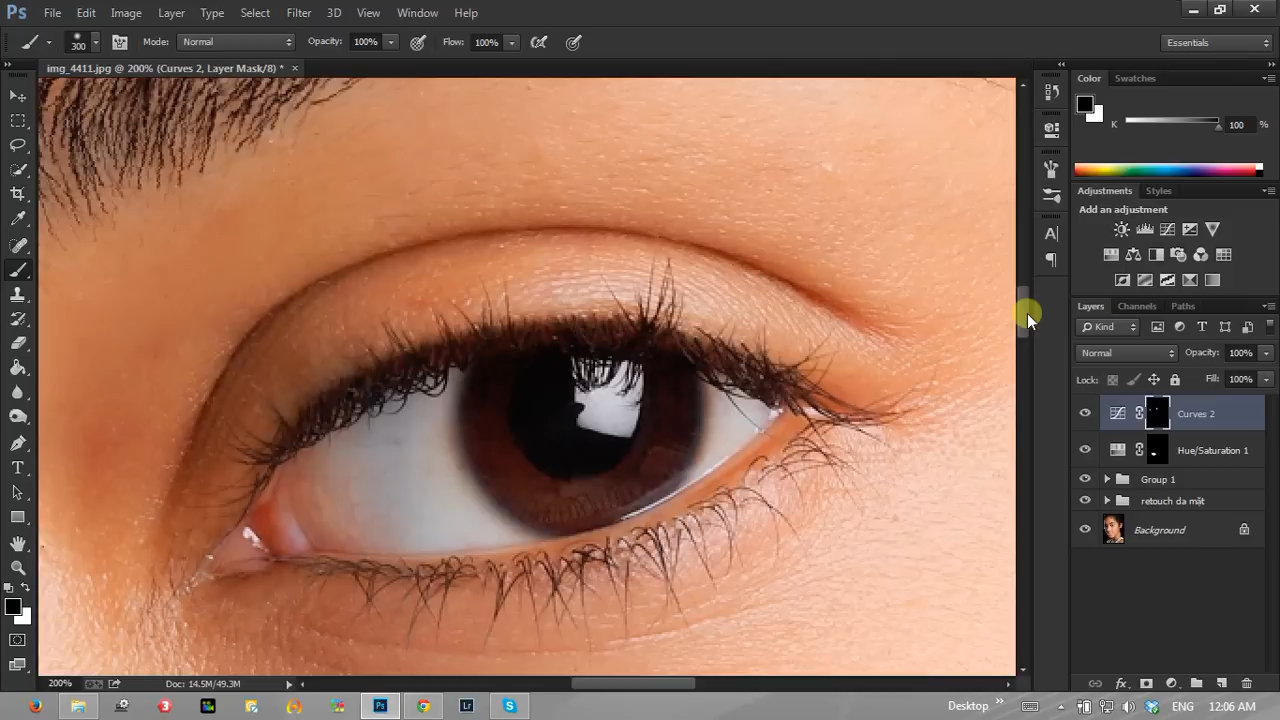 Ps File Edit Image Layer Type Select Filter 3D View Window Help
300 Mode: Normal Opacity: 100% Flow: 100% Essentials
img_4411.jpg @ 200% (Curves 2, Layer Mask/8) * ×
Color Swatches
K 100 %
Adjustments Styles
Add an adjustment
Layers Channels Paths
Kind
Normal Opacity: 100%
Lock: Fill: 100%
Curves 2
Hue/Saturation 1
Group 1
retouch da mặt
Background
200% Doc: 14.5M/49.3M
Desktop ENG 12:06 AM